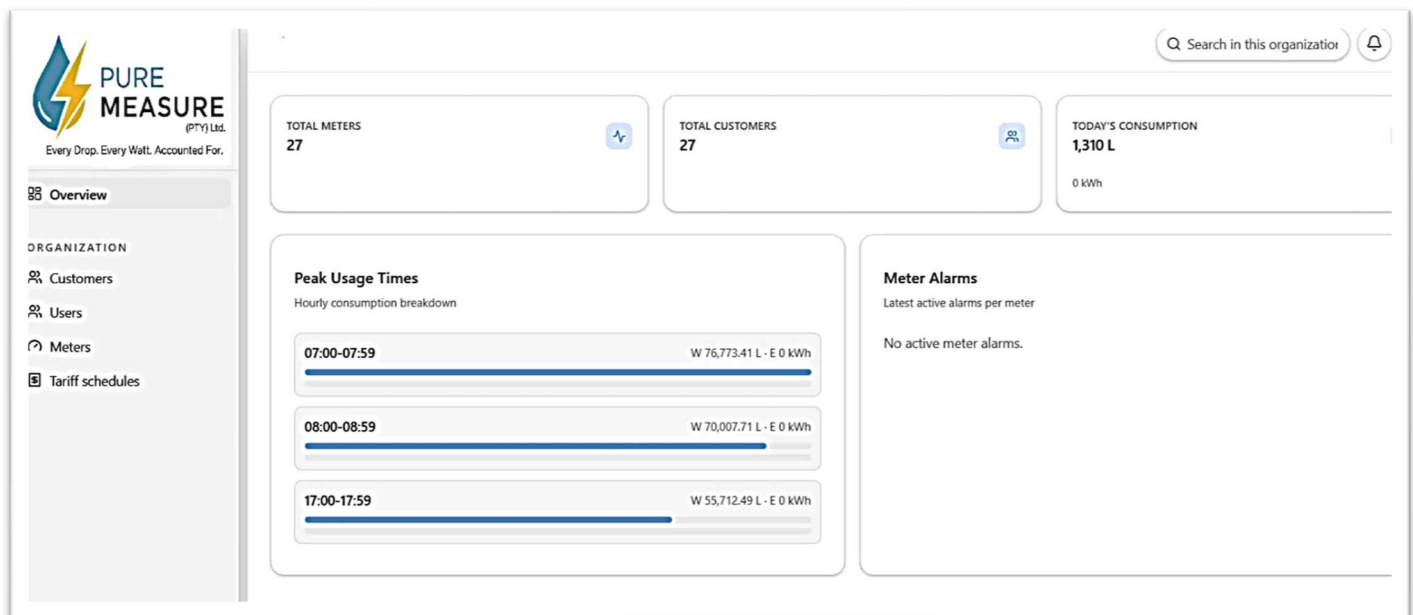 PURE
MEASURE
(PTY) Ltd.
Every Drop. Every Watt. Accounted For.
Overview
ORGANIZATION
Customers
Users
Meters
Tariff schedules
Search in this organization
TOTAL METERS
27
TOTAL CUSTOMERS
27
TODAY'S CONSUMPTION
1,310 L
0 kWh
Peak Usage Times
Hourly consumption breakdown
07:00-07:59 W 76,773.41 L - E 0 kWh
08:00-08:59 W 70,007.71 L - E 0 kWh
17:00-17:59 W 55,712.49 L - E 0 kWh
Meter Alarms
Latest active alarms per meter
No active meter alarms.